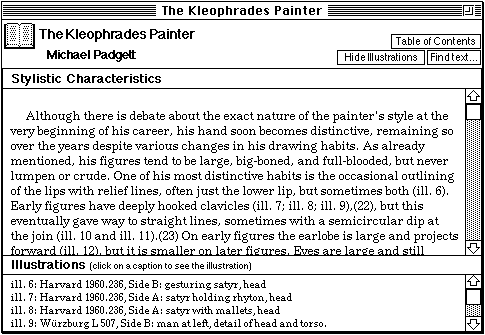 The Kleophrades Painter
The Kleophrades Painter
Michael Padgett
Table of Contents
Hide Illustrations
Find text...
Stylistic Characteristics
Although there is debate about the exact nature of the painter's style at the
very beginning of his career, his hand soon becomes distinctive, remaining so
over the years despite various changes in his drawing habits. As already
mentioned, his figures tend to be large, big-boned, and full-blooded, but never
lumpen or crude. One of his most distinctive habits is the occasional outlining
of the lips with relief lines, often just the lower lip, but sometimes both (ill. 6).
Early figures have deeply hooked clavicles (ill. 7; ill. 8; ill. 9),(22), but this
eventually gave way to straight lines, sometimes with a semicircular dip at
the join (ill. 10 and ill. 11).(23) On early figures the earlobe is large and projects
forward (ill. 12), but it is smaller on later figures. Eyes are large and still
Illustrations (click on a caption to see the illustration)
ill. 6: Harvard 1960.236, Side B: gesturing satyr, head
ill. 7: Harvard 1960.236, Side A: satyr holding rhyton, head
ill. 8: Harvard 1960.236, Side A: satyr with mallets, head
ill. 9: Würzburg L 507, Side B: man at left, detail of head and torso.